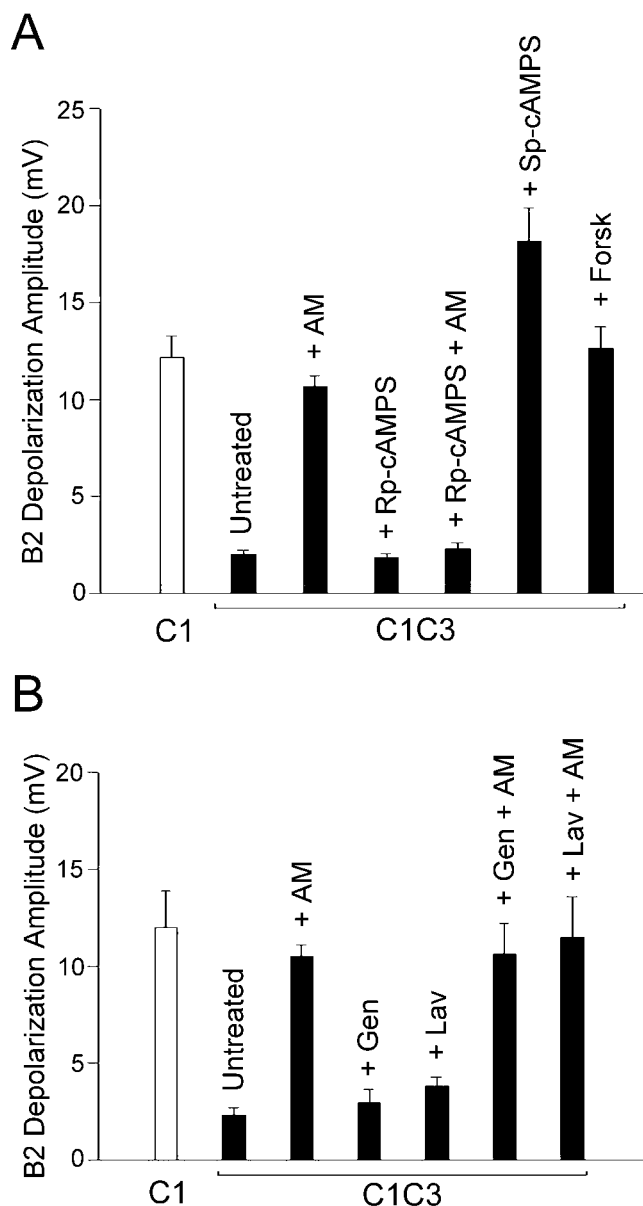 A
B2 Depolarization Amplitude (mV)
25
20
15
10
5
0
Untreated
+ AM
+ Rp-cAMPS
+ Rp-cAMPS + AM
+ Sp-cAMPS
+ Forsk
C1
C1C3
B
B2 Depolarization Amplitude (mV)
20
15
10
5
0
Untreated
+ AM
+ Gen
+ Lav
+ Gen + AM
+ Lav + AM
C1
C1C3